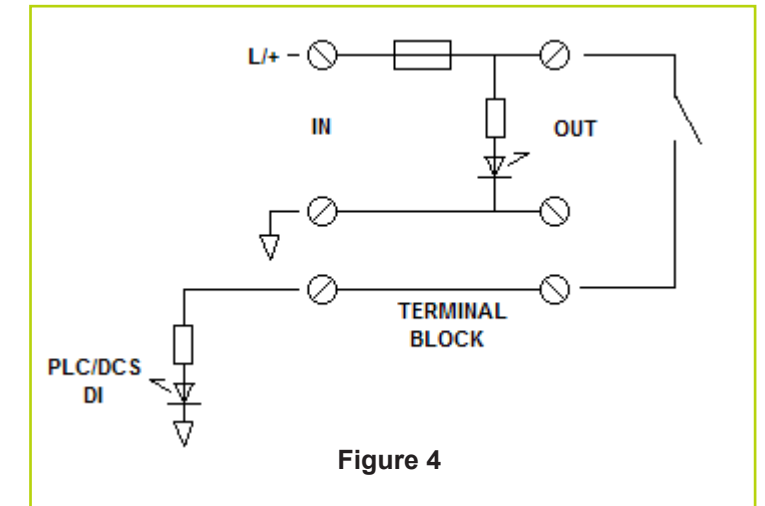 L/+
IN
OUT
TERMINAL
BLOCK
PLC/DCS
DI
Figure 4